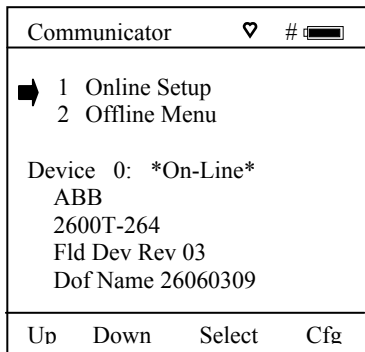 Communicator ♥ #
1 Online Setup
2 Offline Menu
Device 0: *On-Line*
ABB
2600T-264
Fld Dev Rev 03
Dof Name 26060309
Up Down Select Cfg